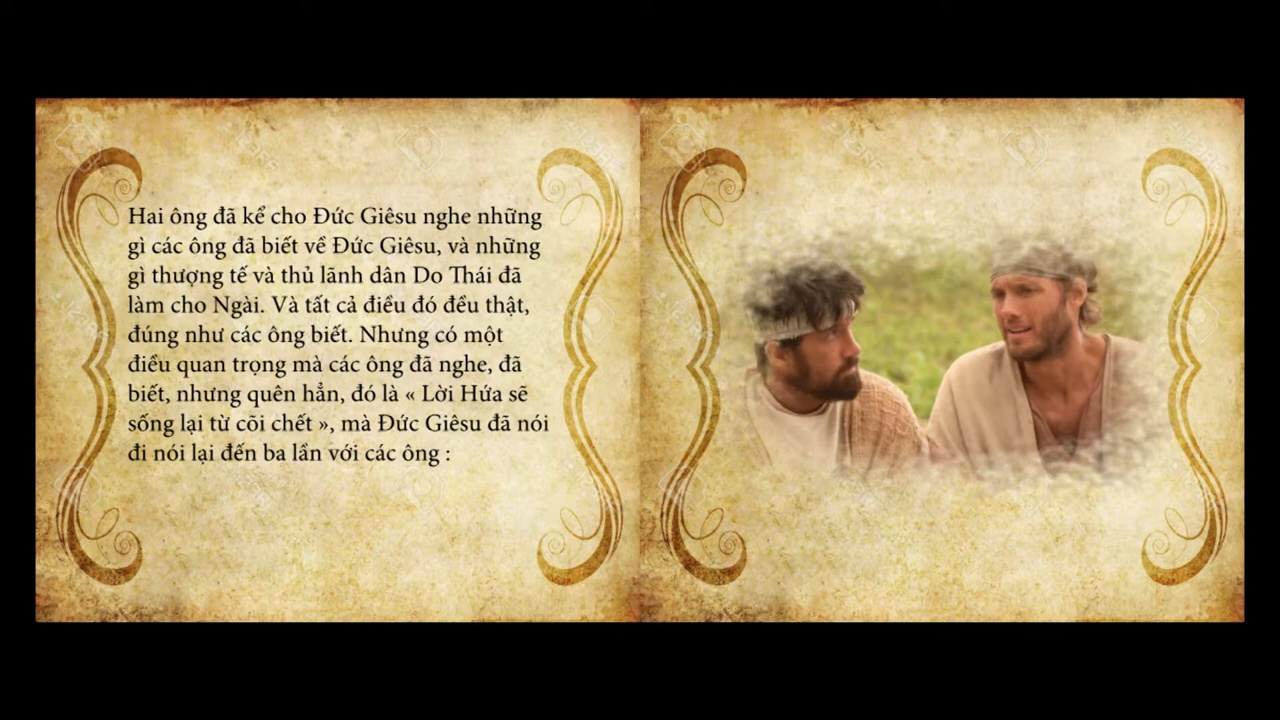 Hai ông đã kể cho Đức Giêsu nghe những
gì các ông đã biết về Đức Giêsu, và những
gì thượng tế và thủ lãnh dân Do Thái đã
làm cho Ngài. Và tất cả điều đó đều thật,
đúng như các ông biết. Nhưng có một
điều quan trọng mà các ông đã nghe, đã
biết, nhưng quên hẳn, đó là « Lời Hứa sẽ
sống lại từ cõi chết », mà Đức Giêsu đã nói
đi nói lại đến ba lần với các ông :